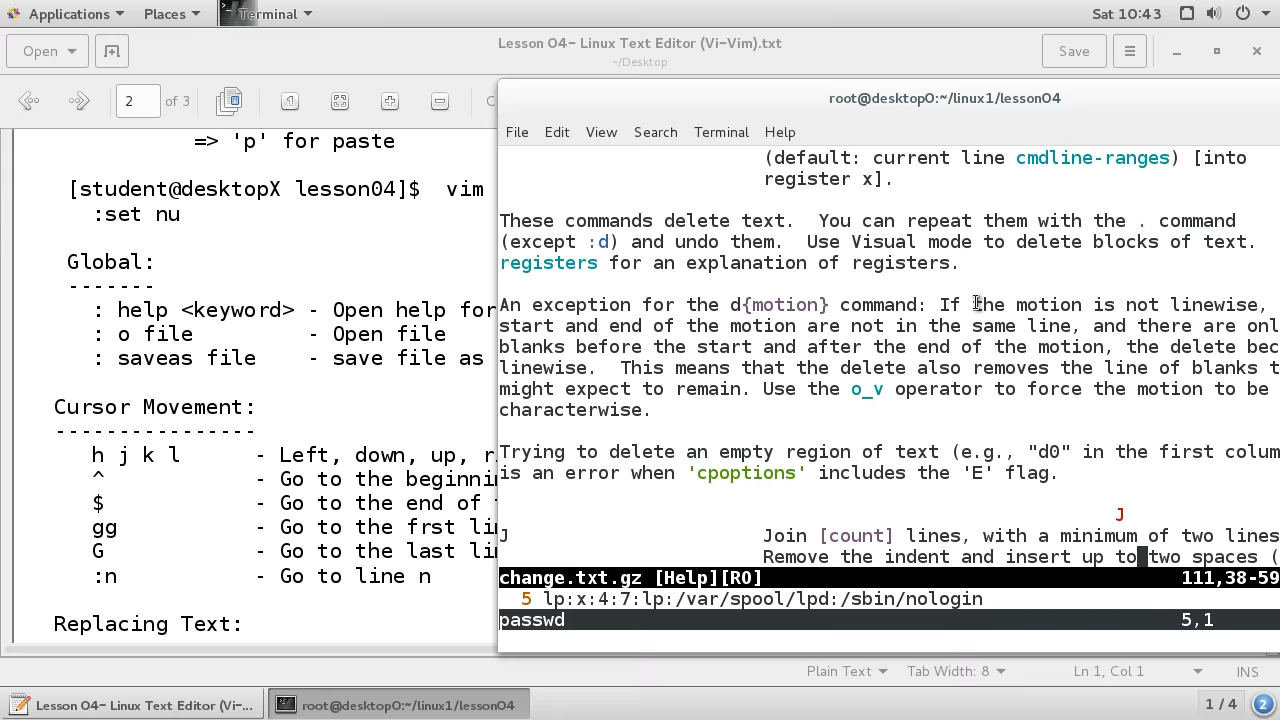 Applications Places Terminal Sat 10:43
Open Lesson 04- Linux Text Editor (Vi-Vim).txt Save
~/Desktop
2 of 3
=> 'p' for paste
[student@desktopX lesson04]$ vim
:set nu
Global:
-------
: help <keyword> - Open help for
: o file - Open file
: saveas file - save file as
Cursor Movement:
----------------
h j k l - Left, down, up,
^ - Go to the
$ - Go to the end of
gg - Go to the frst
G - Go to the last
:n - Go to line n
Replacing Text:
root@desktop0:~/linux1/lesson04
File Edit View Search Terminal Help
(default: current line cmdline-ranges) [into
register x].
These commands delete text. You can repeat them with the . command
(except :d) and undo them. Use Visual mode to delete blocks of text.
registers for an explanation of registers.
An exception for the d{motion} command: If the motion is not linewise,
start and end of the motion are not in the same line, and there are onl
blanks before the start and after the end of the motion, the delete bec
linewise. This means that the delete also removes the line of blanks t
might expect to remain. Use the o_v operator to force the motion to be
characterwise.
Trying to delete an empty region of text (e.g., "d0" in the first colum
is an error when 'cpoptions' includes the 'E' flag.
J
J Join [count] lines, with a minimum of two lines
Remove the indent and insert up to two spaces (
change.txt.gz [Help][RO] 111,38-59
5 lp:x:4:7:lp:/var/spool/lpd:/sbin/nologin
passwd 5,1
Plain Text Tab Width: 8 Ln 1, Col 1 INS
Lesson 04- Linux Text Editor (Vi-... root@desktop0:~/linux1/lesson04 1 / 4 2